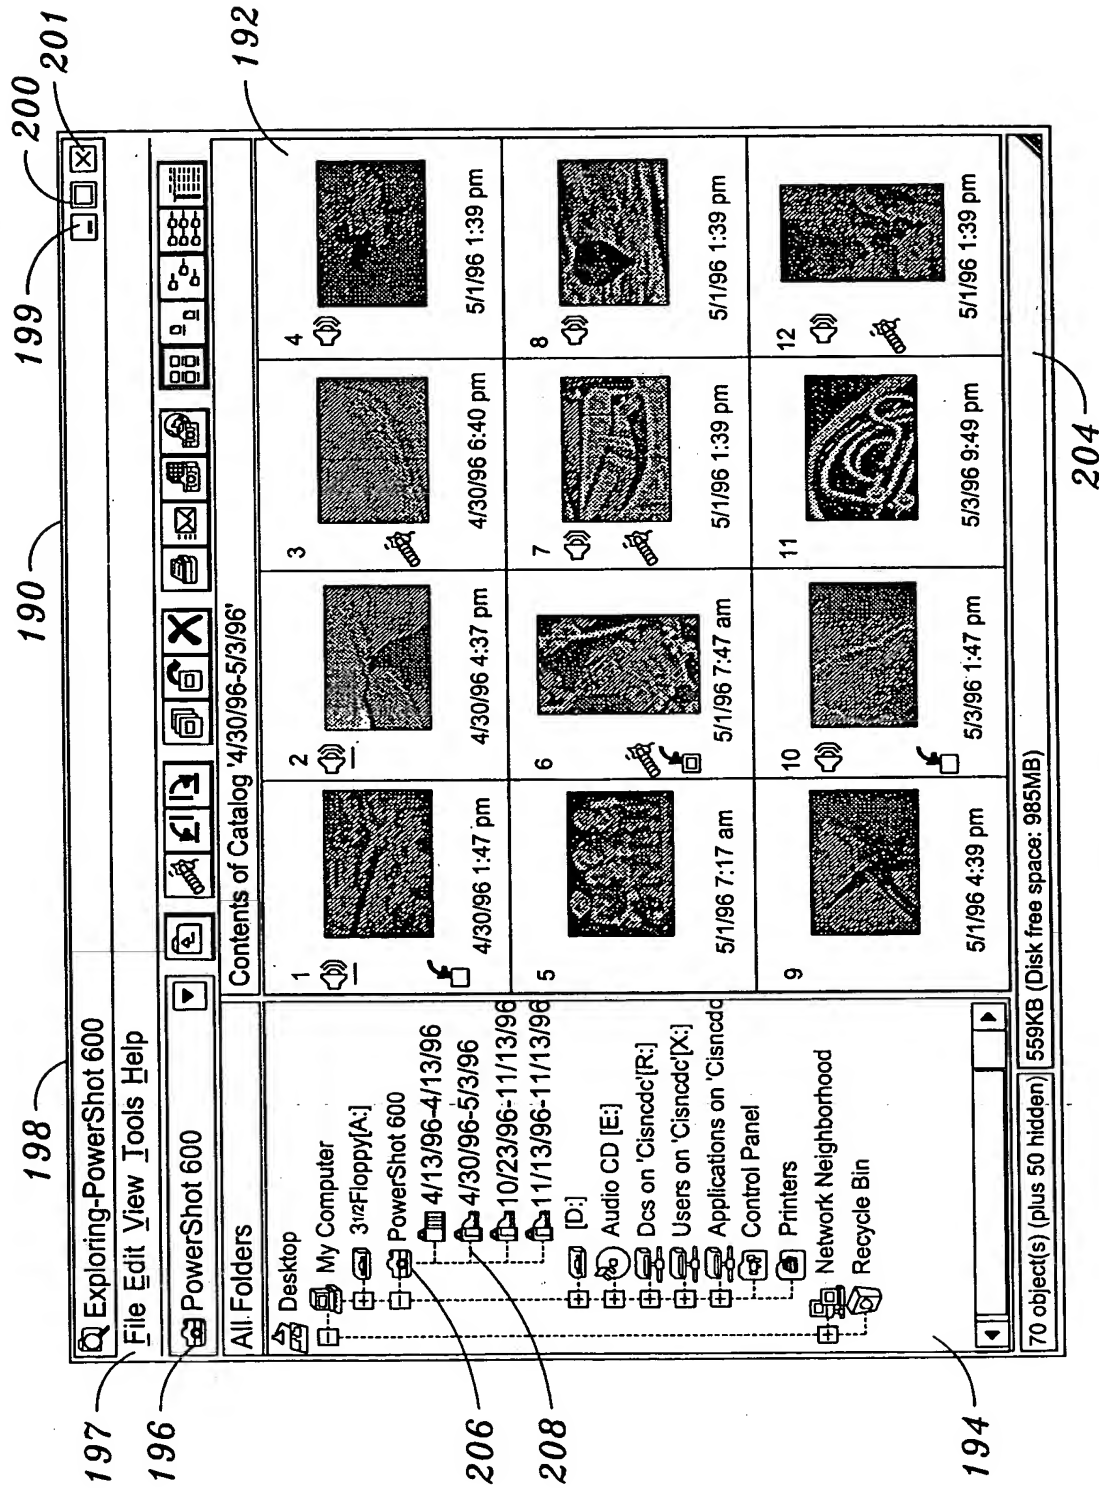 190
198
199
200
201
197
196
192
Exploring-PowerShot 600
File Edit View Tools Help
PowerShot 600
All Folders
Contents of Catalog '4/30/96-5/3/96'
Desktop
My Computer
3 1/2 Floppy[A:]
PowerShot 600
4/13/96-4/13/96
4/30/96-5/3/96
10/23/96-11/13/96
11/13/96-11/13/96
[D:]
Audio CD [E:]
Dcs on 'Cisncdc'[R:]
Users on 'Cisncdc'[X:]
Applications on 'Cisncdc
Control Panel
Printers
Network Neighborhood
Recycle Bin
1
4/30/96 1:47 pm
2
4/30/96 4:37 pm
3
4/30/96 6:40 pm
4
5/1/96 1:39 pm
5
5/1/96 7:17 am
6
5/1/96 7:47 am
7
5/1/96 1:39 pm
8
5/1/96 1:39 pm
9
5/1/96 4:39 pm
10
5/3/96 1:47 pm
11
5/3/96 9:49 pm
12
5/1/96 1:39 pm
70 object(s) (plus 50 hidden)
559KB (Disk free space: 985MB)
206
208
194
204